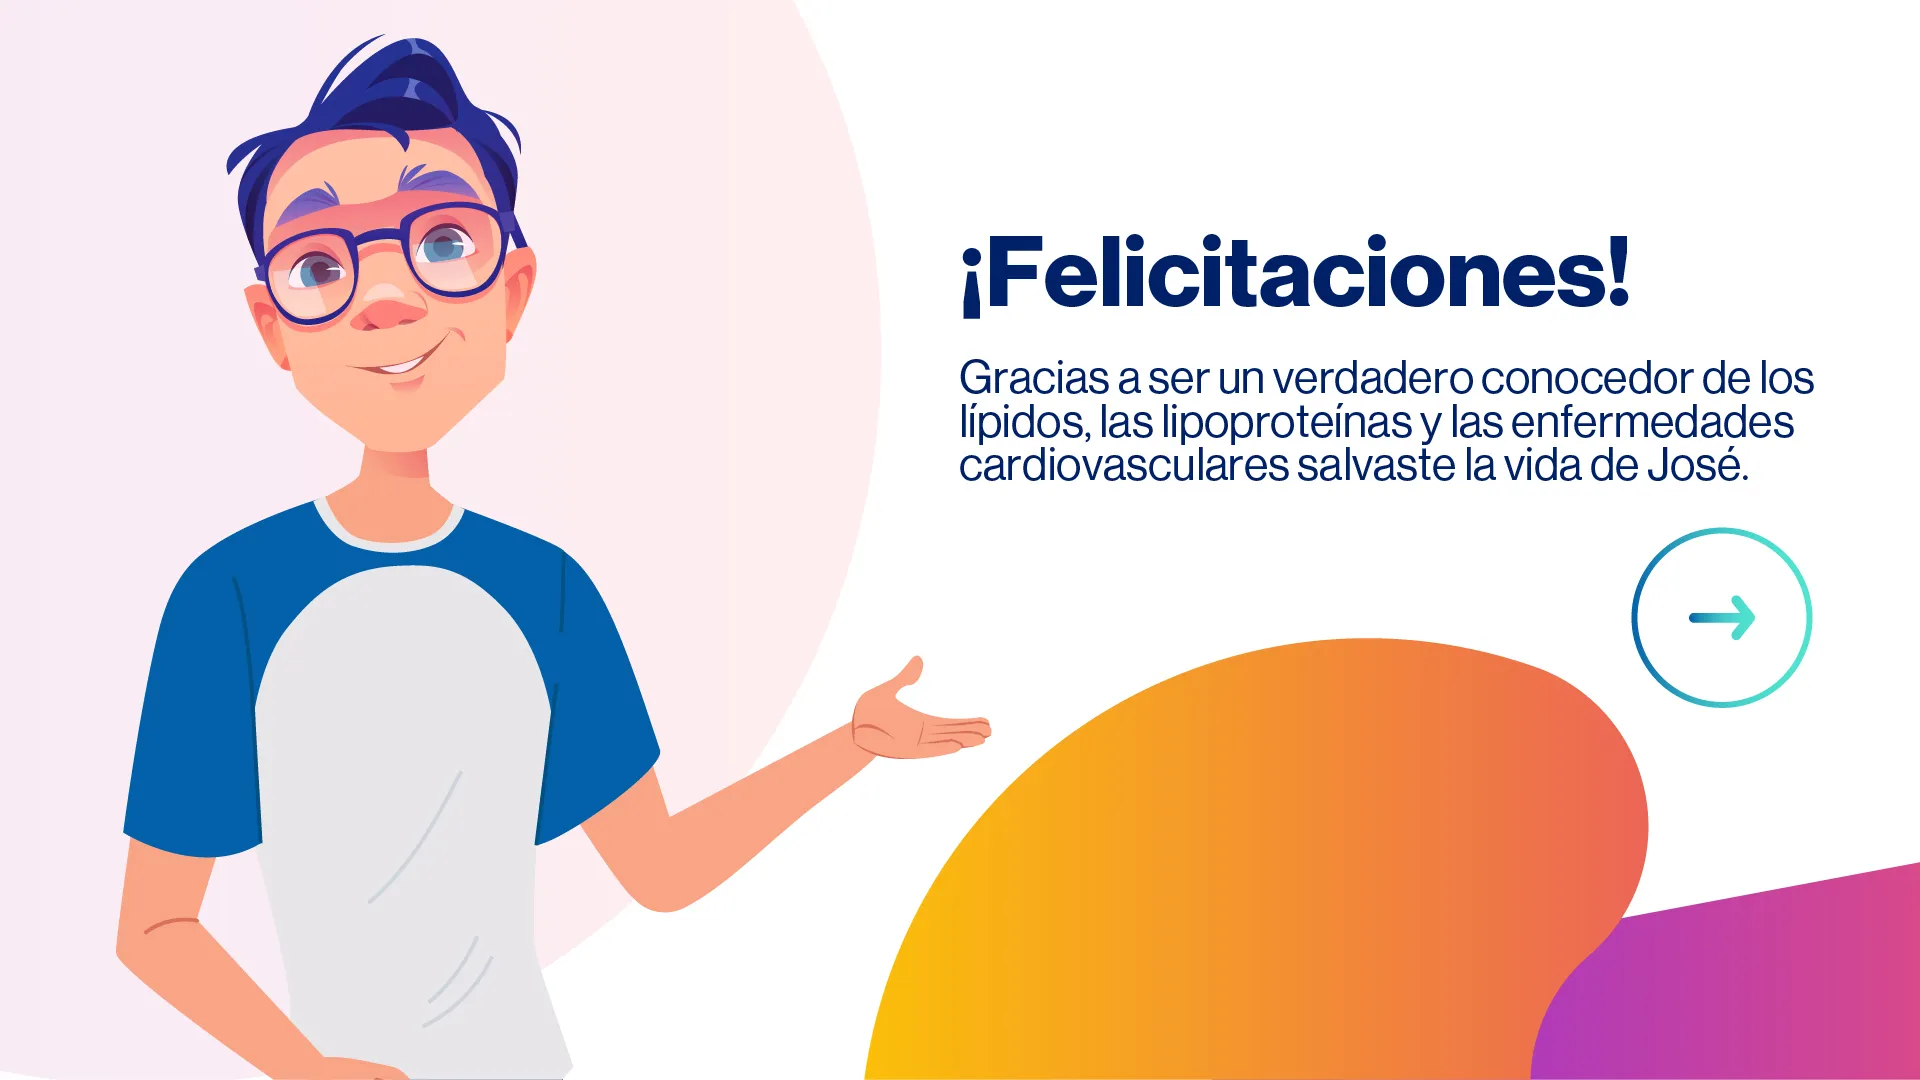 ¡Felicitaciones!
Gracias a ser un verdadero conocedor de los
lípidos, las lipoproteínas y las enfermedades
cardiovasculares salvaste la vida de José.